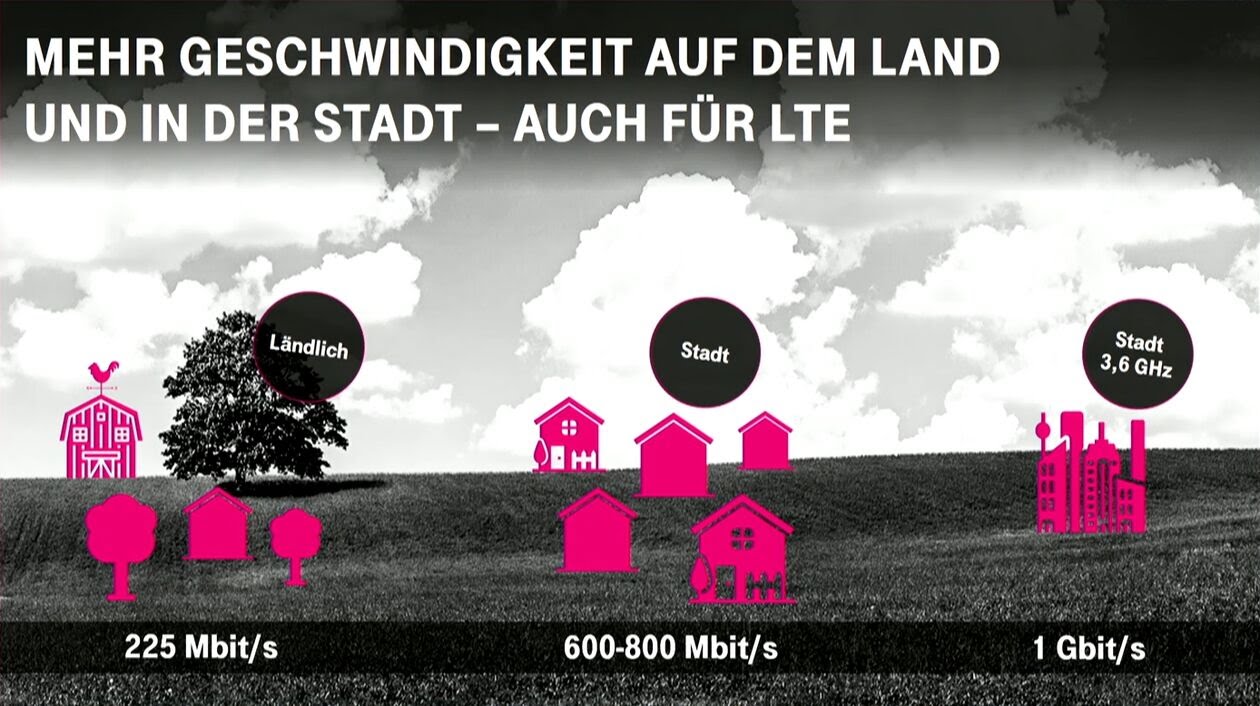 MEHR GESCHWINDIGKEIT AUF DEM LAND
UND IN DER STADT – AUCH FÜR LTE
Ländlich
Stadt
Stadt
3,6 GHz
225 Mbit/s
600-800 Mbit/s
1 Gbit/s